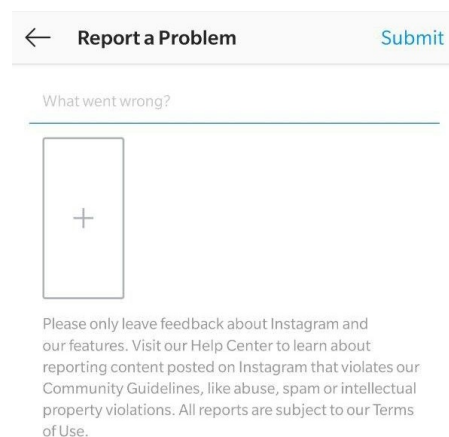 Report a Problem Submit
What went wrong?
Please only leave feedback about Instagram and
our features. Visit our Help Center to learn about
reporting content posted on Instagram that violates our
Community Guidelines, like abuse, spam or intellectual
property violations. All reports are subject to our Terms
of Use.